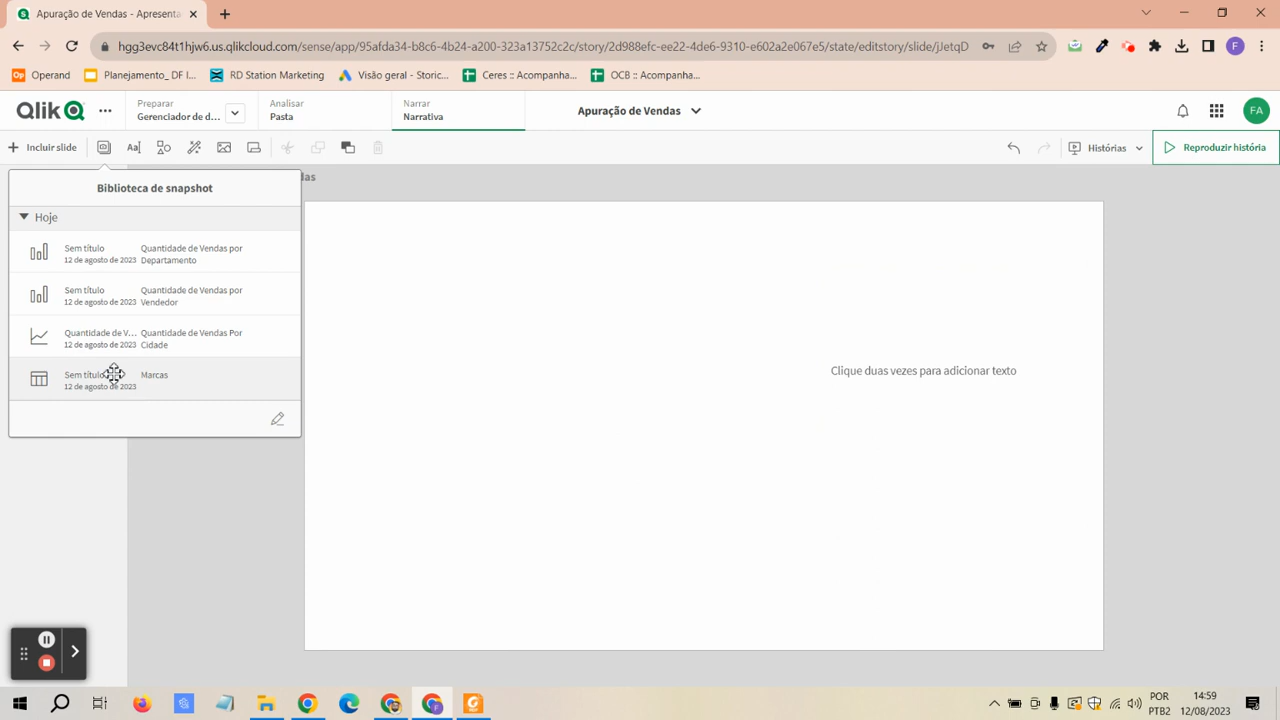 Apuração de Vendas - Apresenta
hgg3evc84t1hjw6.us.qlikcloud.com/sense/app/95afda34-b8c6-4b24-a200-323a13752c2c/story/2d988efc-ee22-4de6-9310-e602a2e067e5/state/editstory/slide/jJetqD
Operand
Planejamento_ DF I...
RD Station Marketing
Visão geral - Storic...
Ceres :: Acompanha...
OCB :: Acompanha...
Qlik
Preparar
Gerenciador de d...
Analisar
Pasta
Narrar
Narrativa
Apuração de Vendas
FA
Incluir slide
Aa
Histórias
Reproduzir história
Biblioteca de snapshot
das
Hoje
Sem título
12 de agosto de 2023
Quantidade de Vendas por
Departamento
Sem título
12 de agosto de 2023
Quantidade de Vendas por
Vendedor
Quantidade de V...
12 de agosto de 2023
Quantidade de Vendas Por
Cidade
Sem título
12 de agosto de 2023
Marcas
Clique duas vezes para adicionar texto
POR
PTB2
14:59
12/08/2023